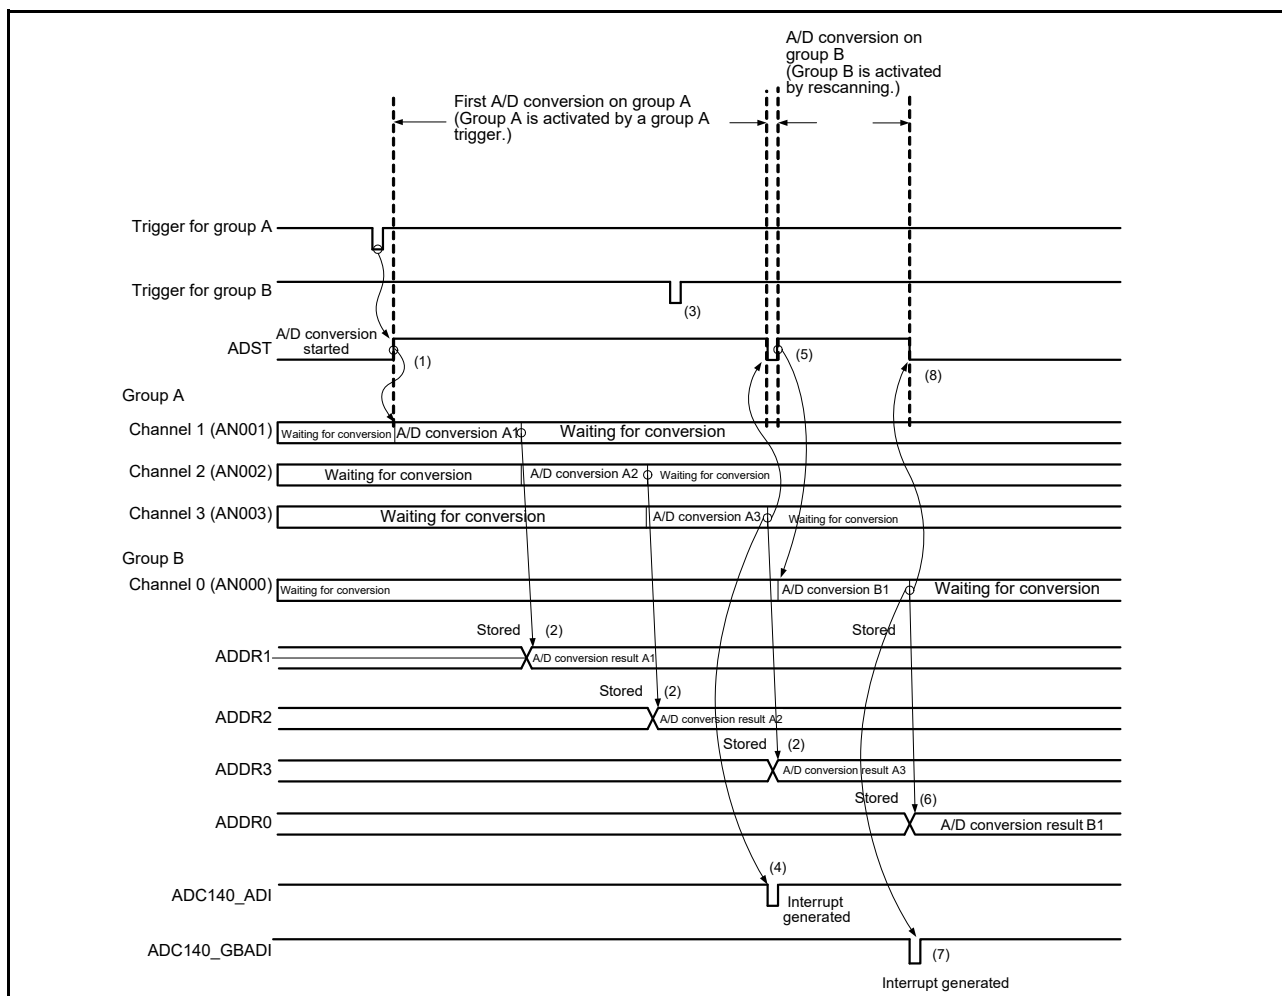 A/D conversion on
group B
(Group B is activated
by rescanning.)
First A/D conversion on group A
(Group A is activated by a group A
trigger.)
Trigger for group A
Trigger for group B
(3)
ADST
A/D conversion
started
(1)
(5)
(8)
Group A
Channel 1 (AN001)
Waiting for conversion
A/D conversion A1
Waiting for conversion
Channel 2 (AN002)
Waiting for conversion
A/D conversion A2
Waiting for conversion
Channel 3 (AN003)
Waiting for conversion
A/D conversion A3
Waiting for conversion
Group B
Channel 0 (AN000)
Waiting for conversion
A/D conversion B1
Waiting for conversion
Stored
(2)
Stored
ADDR1
A/D conversion result A1
Stored
(2)
ADDR2
A/D conversion result A2
Stored
(2)
ADDR3
A/D conversion result A3
Stored
(6)
ADDR0
A/D conversion result B1
(4)
ADC140_ADI
Interrupt
generated
ADC140_GBADI
(7)
Interrupt generated